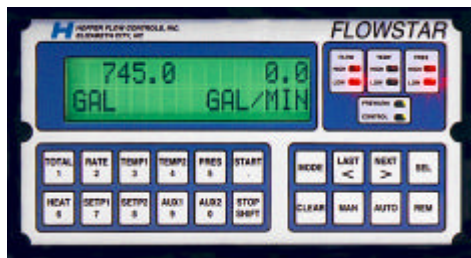 HOFFER FLOW CONTROLS, INC.
ELIZABETH CITY, NC
FLOWSTAR
745.0 0.0
GAL GAL/MIN
FLOW TEMP PRES
HIGH HIGH HIGH
LOW LOW LOW
PREWARN
CONTROL
TOTAL RATE TEMP1 TEMP2 PRES START
1 2 3 4 5 .
MODE LAST NEXT SEL
< >
HEAT SETP1 SETP2 AUX1 AUX2 STOP
6 7 8 9 0 SHIFT
CLEAR MAN AUTO REM